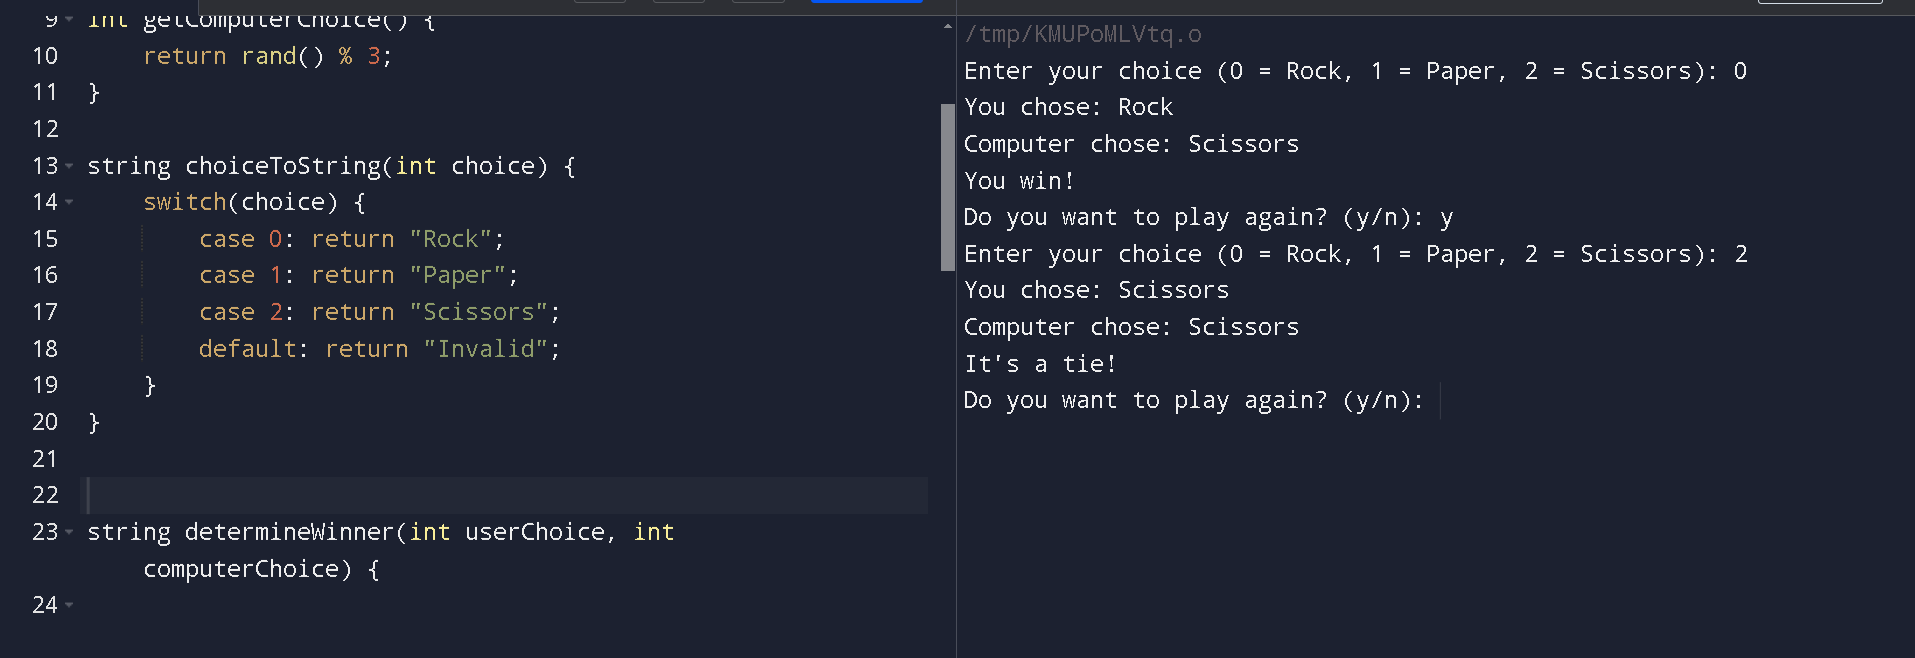 9 int getComputerChoice() {
10 return rand() % 3;
11 }
12
13 string choiceToString(int choice) {
14 switch(choice) {
15 case 0: return "Rock";
16 case 1: return "Paper";
17 case 2: return "Scissors";
18 default: return "Invalid";
19 }
20 }
21
22
23 string determineWinner(int userChoice, int
computerChoice) {
24
/tmp/KMUPoMLVtq.o
Enter your choice (0 = Rock, 1 = Paper, 2 = Scissors): 0
You chose: Rock
Computer chose: Scissors
You win!
Do you want to play again? (y/n): y
Enter your choice (0 = Rock, 1 = Paper, 2 = Scissors): 2
You chose: Scissors
Computer chose: Scissors
It's a tie!
Do you want to play again? (y/n):